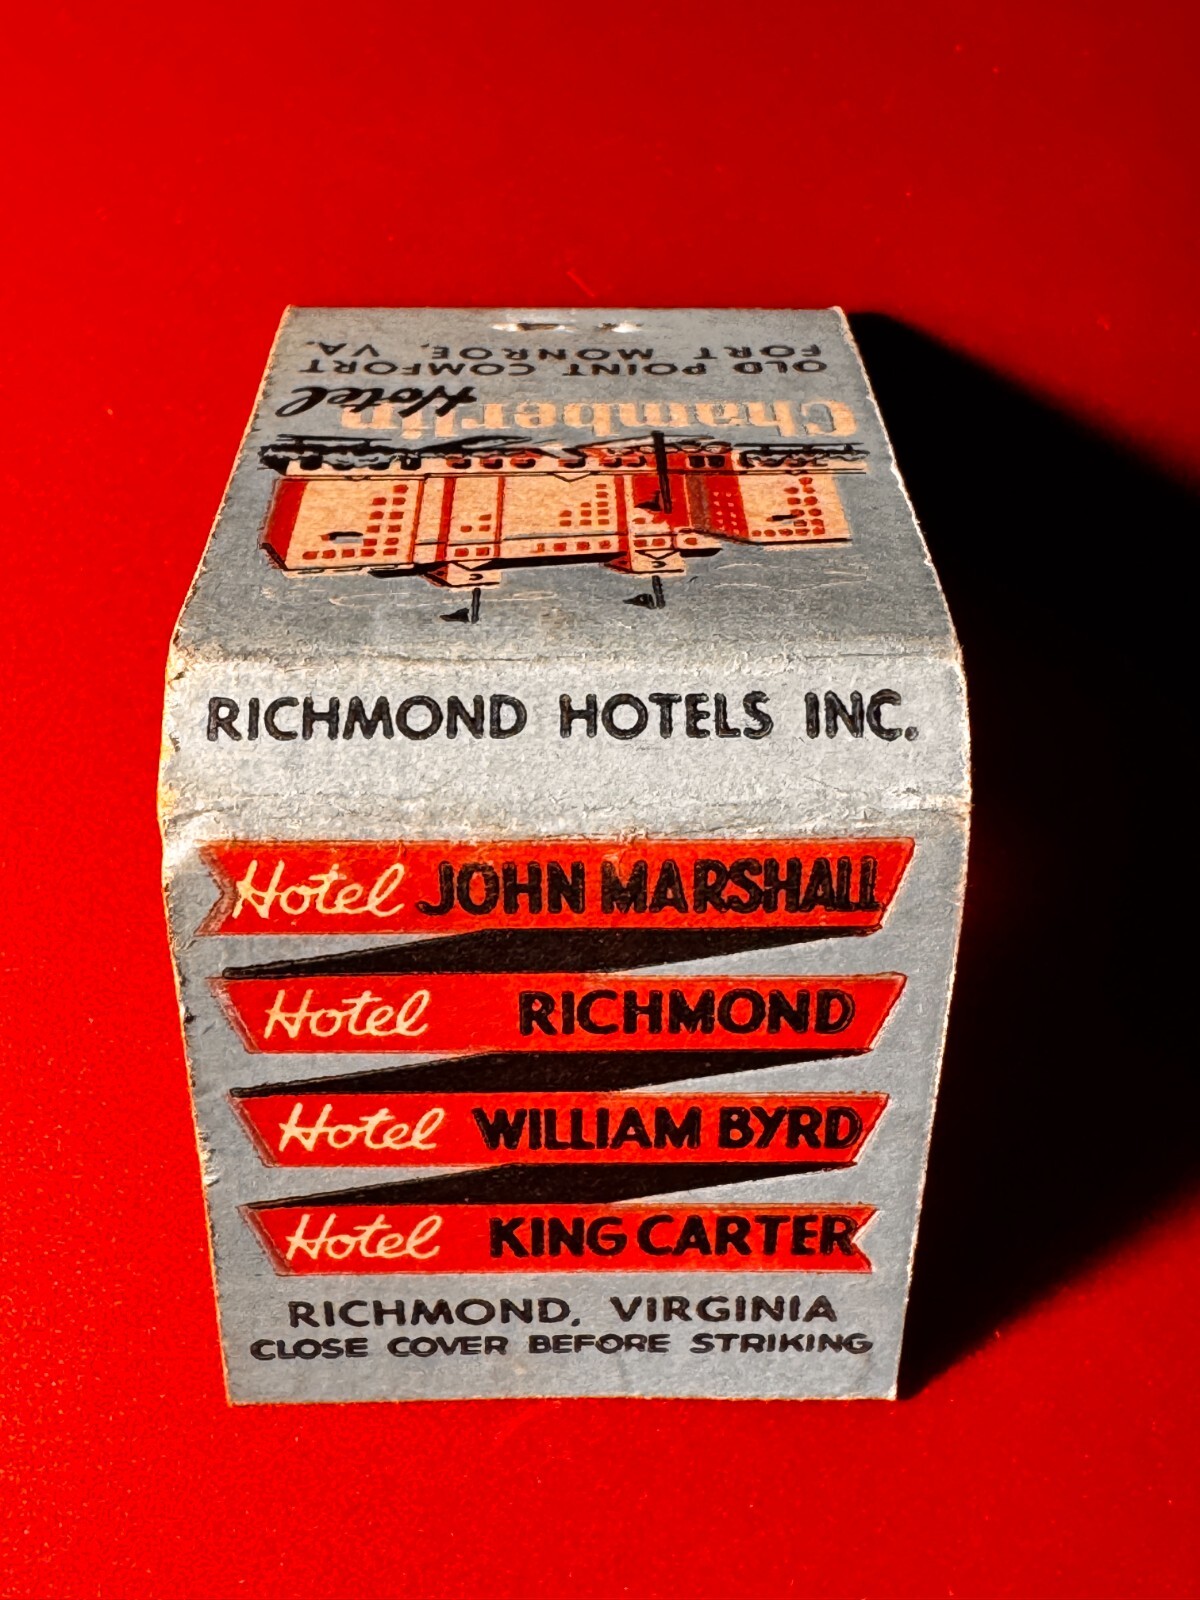 RICHMOND HOTELS INC.
Hotel JOHN MARSHALL
Hotel RICHMOND
Hotel WILLIAM BYRD
Hotel KING CARTER
RICHMOND, VIRGINIA
CLOSE COVER BEFORE STRIKING
Chamberlin Hotel
OLD POINT COMFORT
FORT MONROE, VA.